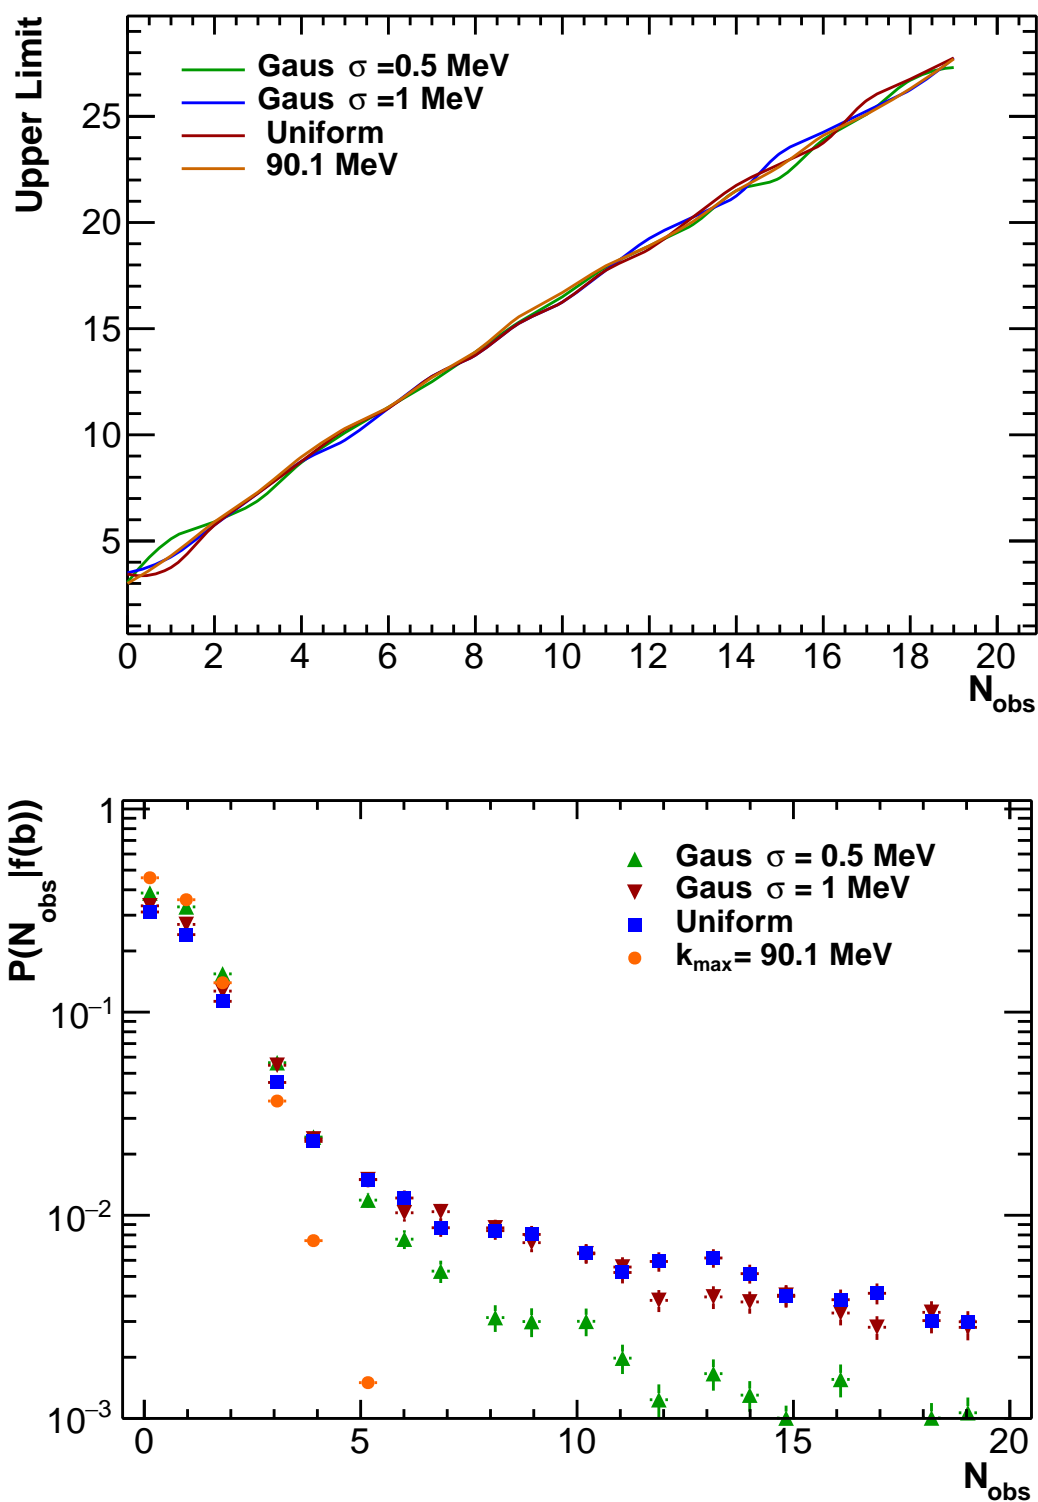 Upper Limit
Gaus σ =0.5 MeV
Gaus σ =1 MeV
Uniform
90.1 MeV
25
20
15
10
5
0 2 4 6 8 10 12 14 16 18 20
N_obs
P(N_obs|f(b))
1
10⁻¹
10⁻²
10⁻³
Gaus σ = 0.5 MeV
Gaus σ = 1 MeV
Uniform
k_max= 90.1 MeV
0 5 10 15 20
N_obs